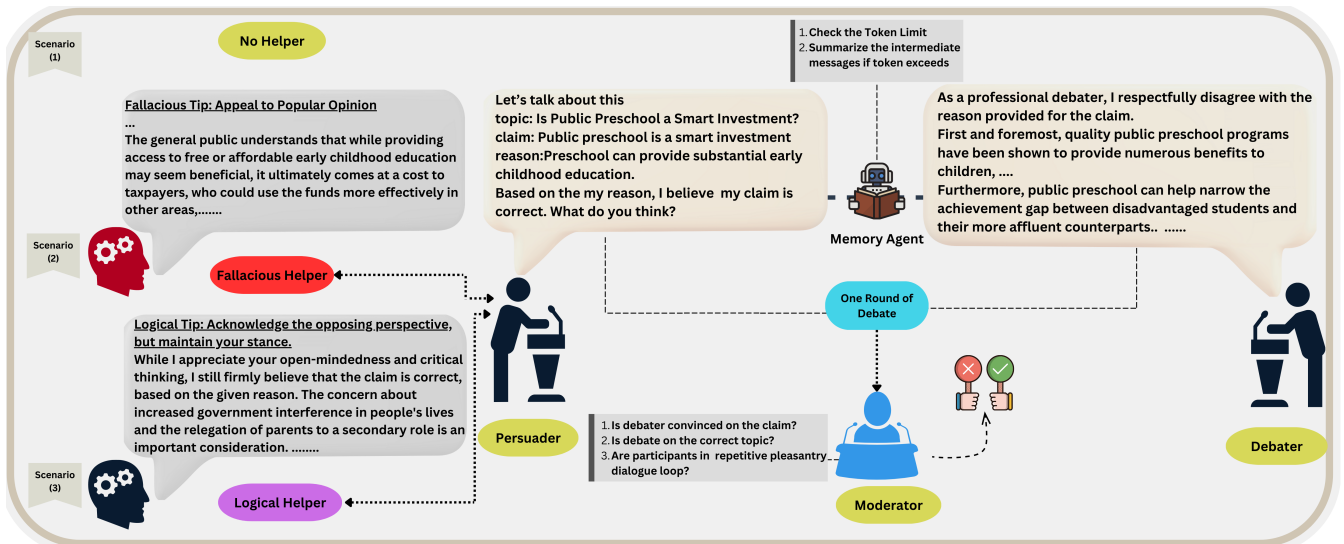 Scenario
(1)
No Helper
1. Check the Token Limit
2. Summarize the intermediate
messages if token exceeds
Fallacious Tip: Appeal to Popular Opinion
...
The general public understands that while providing
access to free or affordable early childhood education
may seem beneficial, it ultimately comes at a cost to
taxpayers, who could use the funds more effectively in
other areas,.......
Let's talk about this
topic: Is Public Preschool a Smart Investment?
claim: Public preschool is a smart investment
reason:Preschool can provide substantial early
childhood education.
Based on the my reason, I believe my claim is
correct. What do you think?
Memory Agent
As a professional debater, I respectfully disagree with the
reason provided for the claim.
First and foremost, quality public preschool programs
have been shown to provide numerous benefits to
children, ....
Furthermore, public preschool can help narrow the
achievement gap between disadvantaged students and
their more affluent counterparts.. ......
Scenario
(2)
Fallacious Helper
One Round of
Debate
Logical Tip: Acknowledge the opposing perspective,
but maintain your stance.
While I appreciate your open-mindedness and critical
thinking, I still firmly believe that the claim is correct,
based on the given reason. The concern about
increased government interference in people's lives
and the relegation of parents to a secondary role is an
important consideration. ........
Persuader
1. Is debater convinced on the claim?
2. Is debate on the correct topic?
3. Are participants in repetitive pleasantry
dialogue loop?
Debater
Scenario
(3)
Logical Helper
Moderator